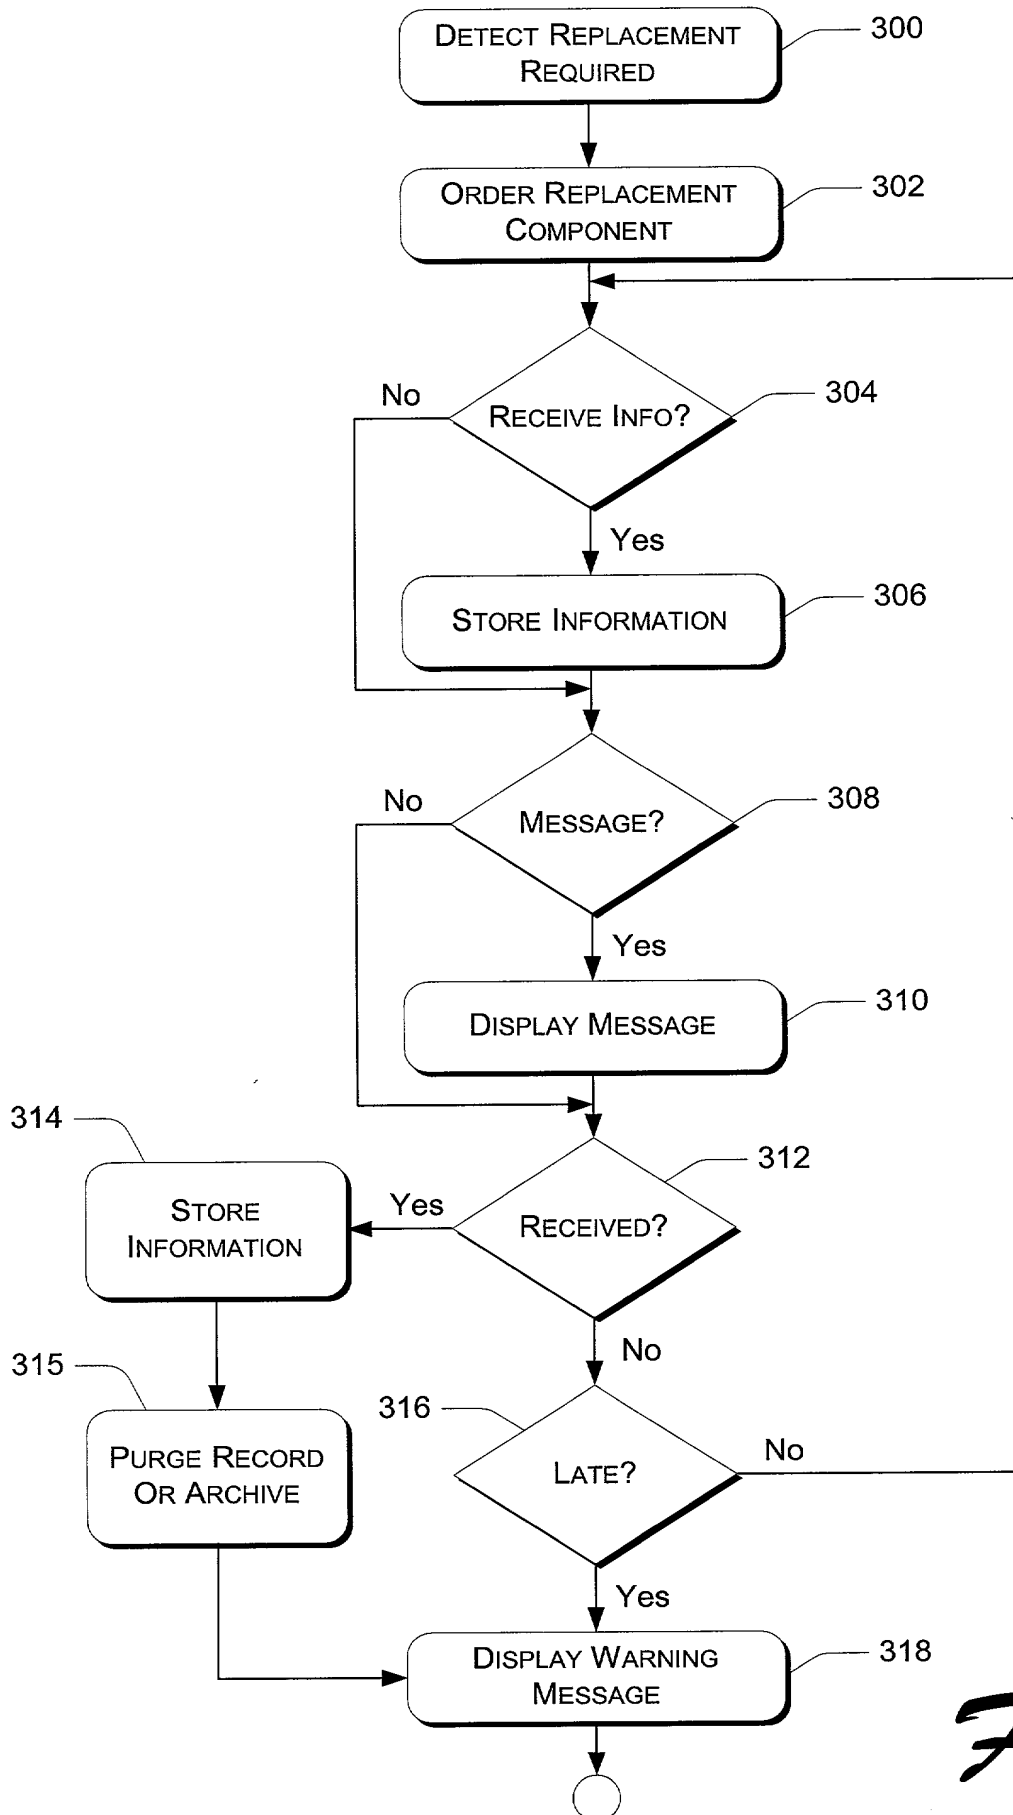 DETECT REPLACEMENT
REQUIRED
300
ORDER REPLACEMENT
COMPONENT
302
No
RECEIVE INFO?
304
Yes
STORE INFORMATION
306
No
MESSAGE?
308
Yes
DISPLAY MESSAGE
310
314
STORE
INFORMATION
Yes
RECEIVED?
312
No
315
PURGE RECORD
OR ARCHIVE
316
LATE?
No
Yes
DISPLAY WARNING
MESSAGE
318